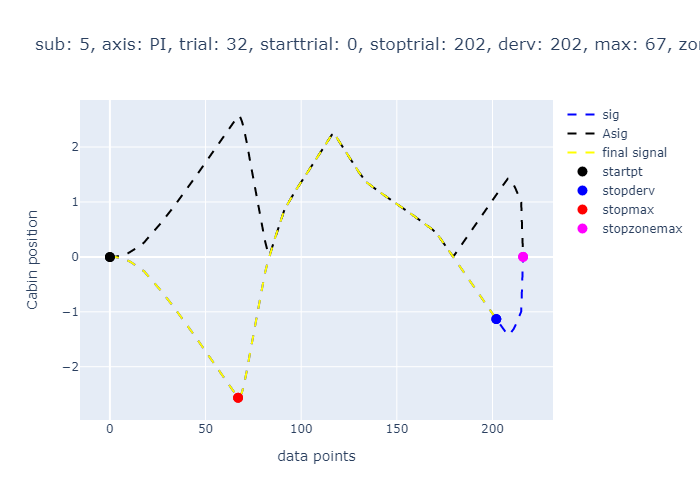 sub: 5, axis: PI, trial: 32, starttrial: 0, stoptrial: 202, derv: 202, max: 67, zor
sig
Asig
final signal
startpt
stopderv
stopmax
stopzonemax
Cabin position
2
1
0
−1
−2
0
50
100
150
200
data points